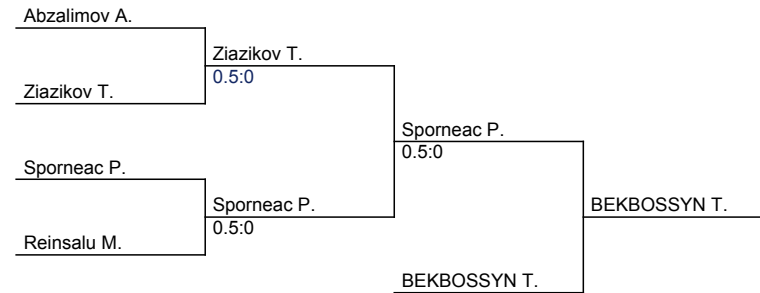 Abzalimov A.
Ziazikov T.
0.5:0
Ziazikov T.
Sporneac P.
0.5:0
Sporneac P.
Sporneac P.
0.5:0
BEKBOSSYN T.
Reinsalu M.
BEKBOSSYN T.